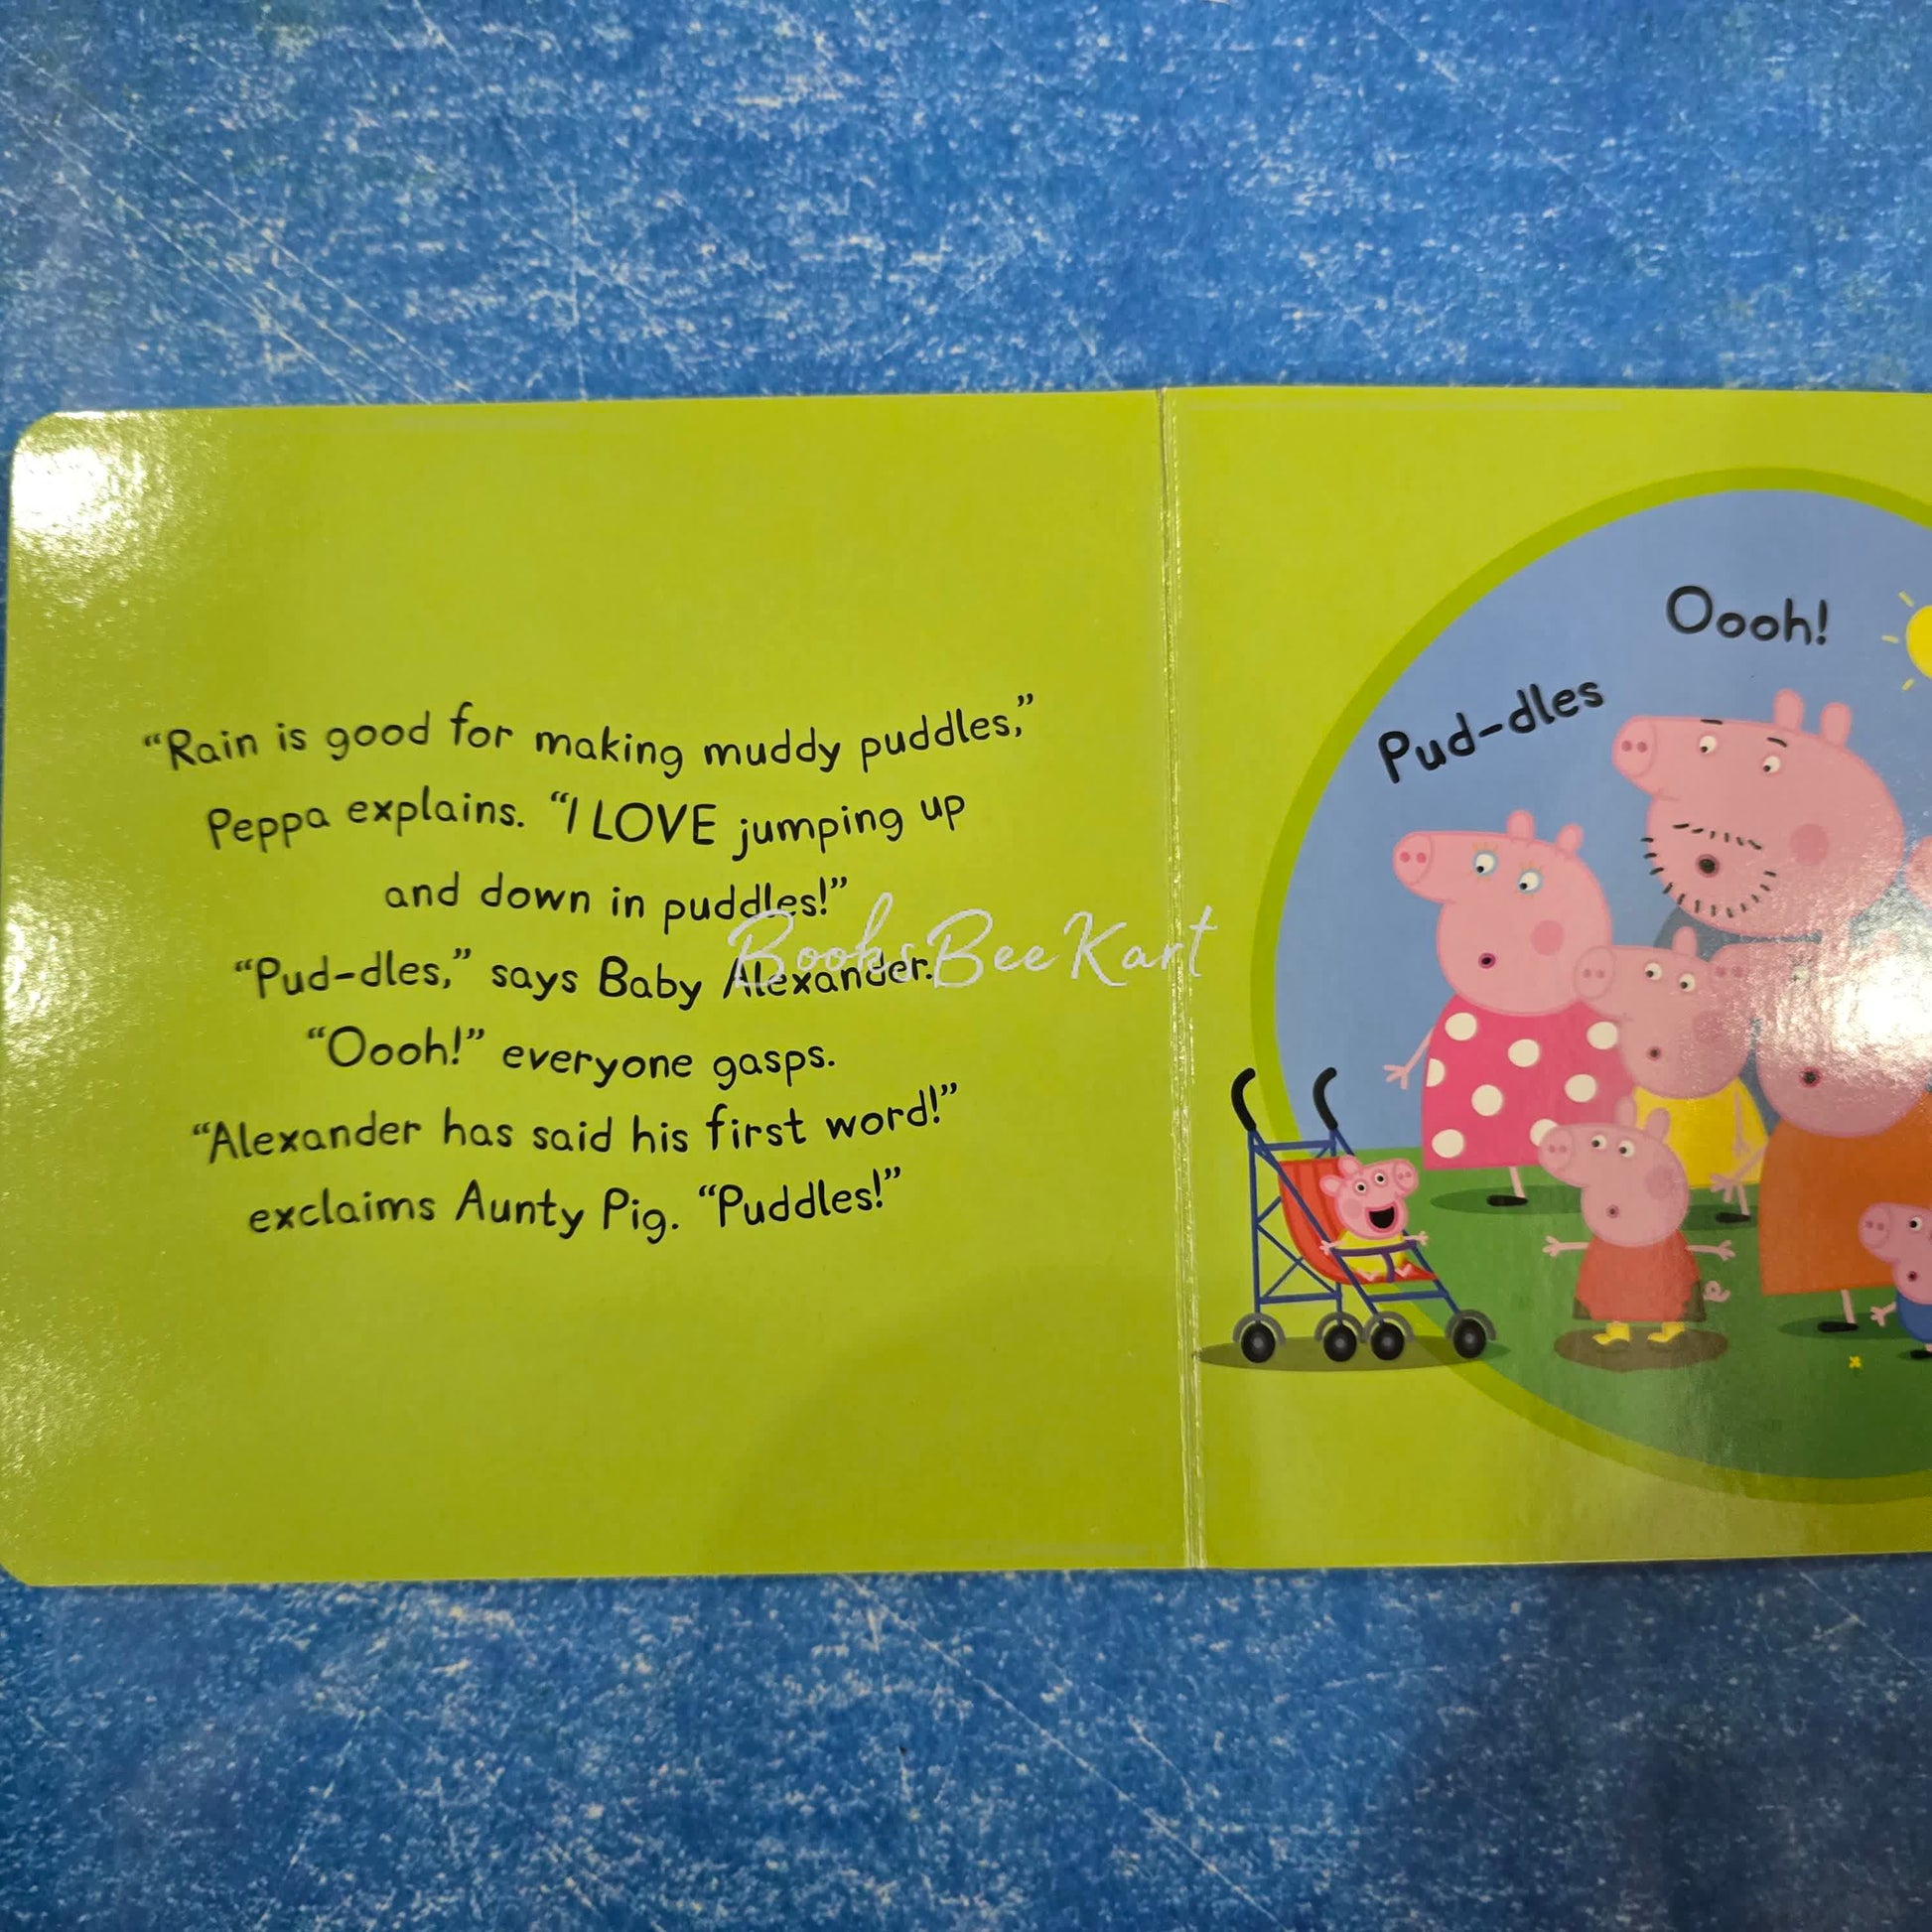 “Rain is good for making muddy puddles,”
Peppa explains. “I LOVE jumping up
and down in puddles!”
“Pud-dles,” says Baby Alexander.
“Oooh!” everyone gasps.
“Alexander has said his first word!”
exclaims Aunty Pig. “Puddles!”
BooksBeeKart
Oooh!
Pud-dles